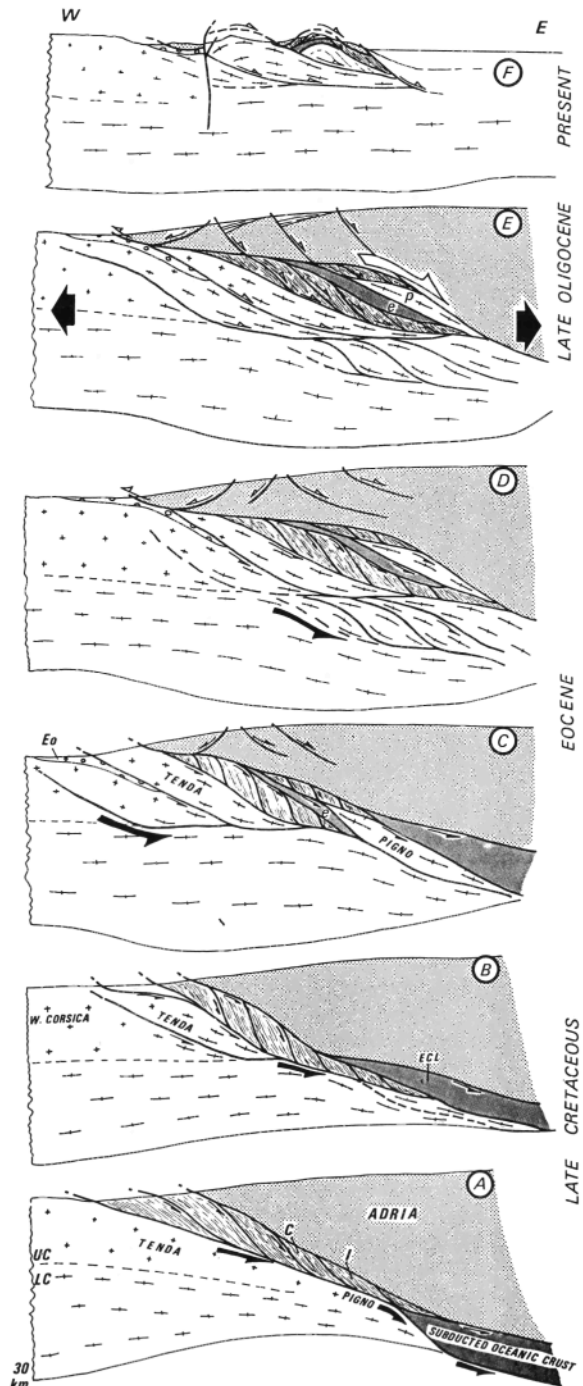 W
E
F
PRESENT
E
p
e
LATE OLIGOCENE
D
EOCENE
C
Eo
TENDA
e
PIGNO
B
W. CORSICA
TENDA
ECL
LATE CRETACEOUS
A
ADRIA
C
I
TENDA
UC
LC
PIGNO
SUBDUCTED OCEANIC CRUST
30
km